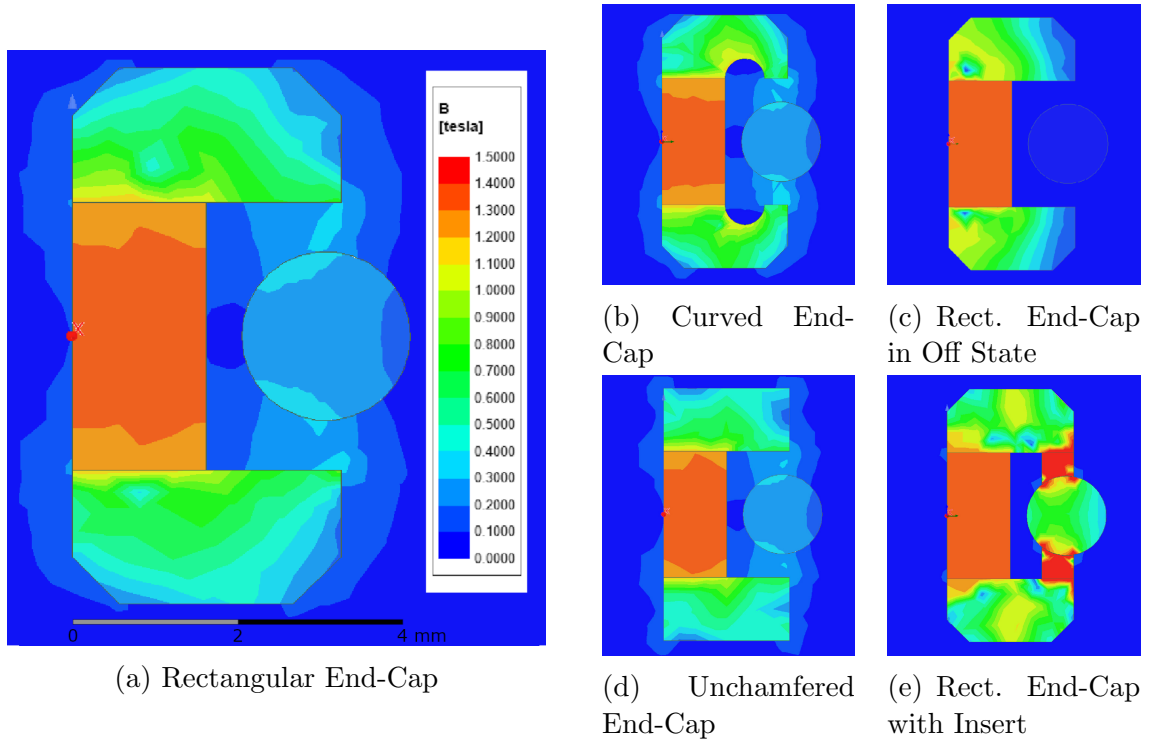 B
[tesla]
1.5000
1.4000
1.3000
1.2000
1.1000
1.0000
0.9000
0.8000
0.7000
0.6000
0.5000
0.4000
0.3000
0.2000
0.1000
0.0000
X
0 2 4 mm
(a) Rectangular End-Cap
(b) Curved End-
Cap
(c) Rect. End-Cap
in Off State
(d) Unchamfered
End-Cap
(e) Rect. End-Cap
with Insert